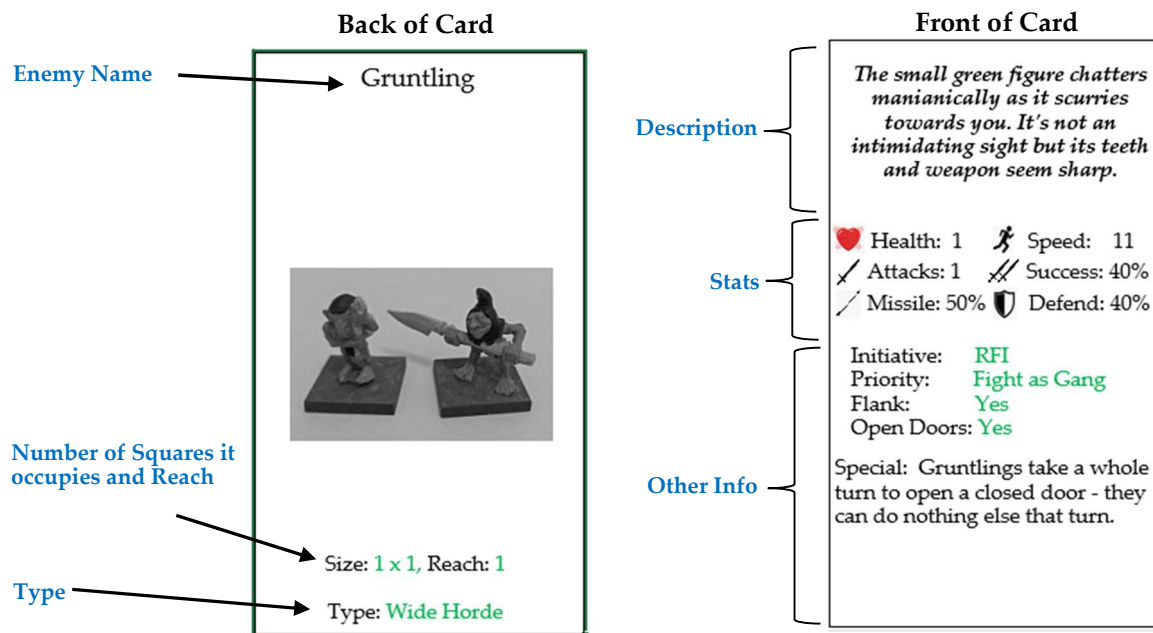 Back of Card
Enemy Name
Gruntling
Number of Squares it
occupies and Reach
Size: 1 x 1, Reach: 1
Type
Type: Wide Horde
Front of Card
Description
The small green figure chatters
manianically as it scurries
towards you. It's not an
intimidating sight but its teeth
and weapon seem sharp.
Stats
Health: 1 Speed: 11
Attacks: 1 Success: 40%
Missile: 50% Defend: 40%
Other Info
Initiative: RFI
Priority: Fight as Gang
Flank: Yes
Open Doors: Yes
Special: Gruntlings take a whole
turn to open a closed door - they
can do nothing else that turn.